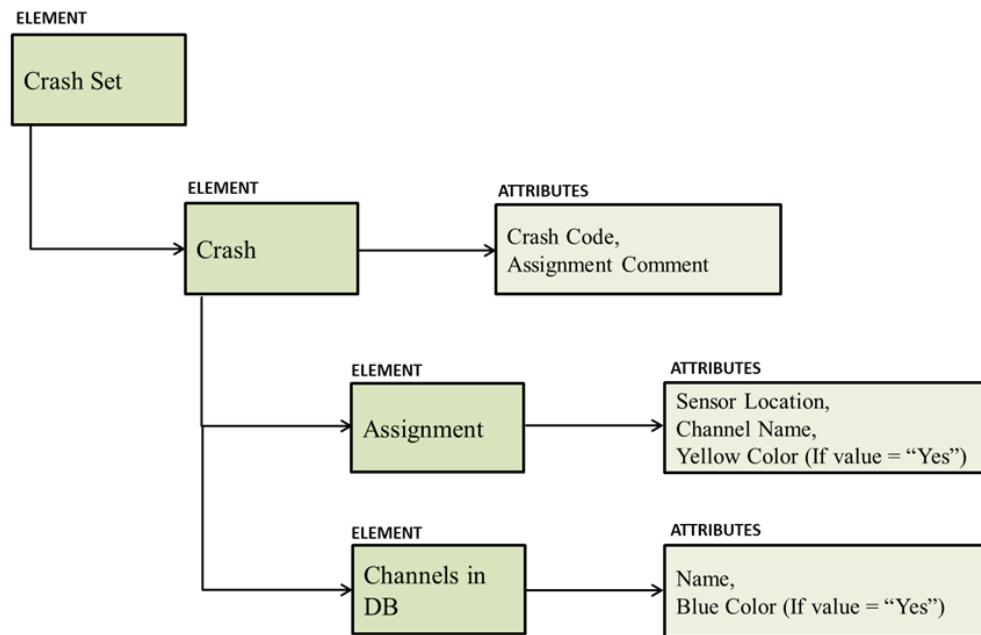 ELEMENT
Crash Set
ELEMENT
Crash
ATTRIBUTES
Crash Code,
Assignment Comment
ELEMENT
Assignment
ATTRIBUTES
Sensor Location,
Channel Name,
Yellow Color (If value = “Yes”)
ELEMENT
Channels in
DB
ATTRIBUTES
Name,
Blue Color (If value = “Yes”)